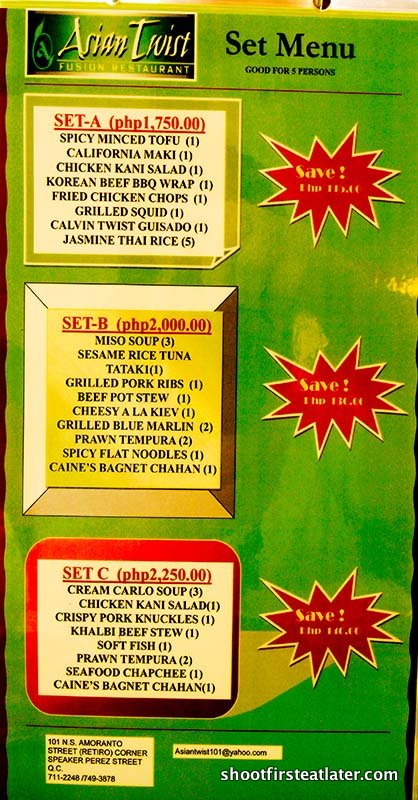 Asian Twist
FUSION RESTAURANT
Set Menu
GOOD FOR 5 PERSONS
SET-A (php1,750.00)
SPICY MINCED TOFU (1)
CALIFORNIA MAKI (1)
CHICKEN KANI SALAD (1)
KOREAN BEEF BBQ WRAP (1)
FRIED CHICKEN CHOPS (1)
GRILLED SQUID (1)
CALVIN TWIST GUISADO (1)
JASMINE THAI RICE (5)
Save !
Php
SET-B (php2,000.00)
MISO SOUP (3)
SESAME RICE TUNA
TATAKI(1)
GRILLED PORK RIBS (1)
BEEF POT STEW (1)
CHEESY A LA KIEV (1)
GRILLED BLUE MARLIN (2)
PRAWN TEMPURA (2)
SPICY FLAT NOODLES (1)
CAINE'S BAGNET CHAHAN (1)
Save !
Php
SET C (php2,250.00)
CREAM CARLO SOUP (3)
CHICKEN KANI SALAD(1)
CRISPY PORK KNUCKLES (1)
KHALBI BEEF STEW (1)
SOFT FISH (1)
PRAWN TEMPURA (2)
SEAFOOD CHAPCHEE (1)
CAINE'S BAGNET CHAHAN(1)
Save !
Php
101 N.S. AMORANTO
STREET (RETIRO) CORNER
SPEAKER PEREZ STREET
Q.C.
711-2248 /749-3878
Asiantwist101@yahoo.com
shootfirsteatlater.com